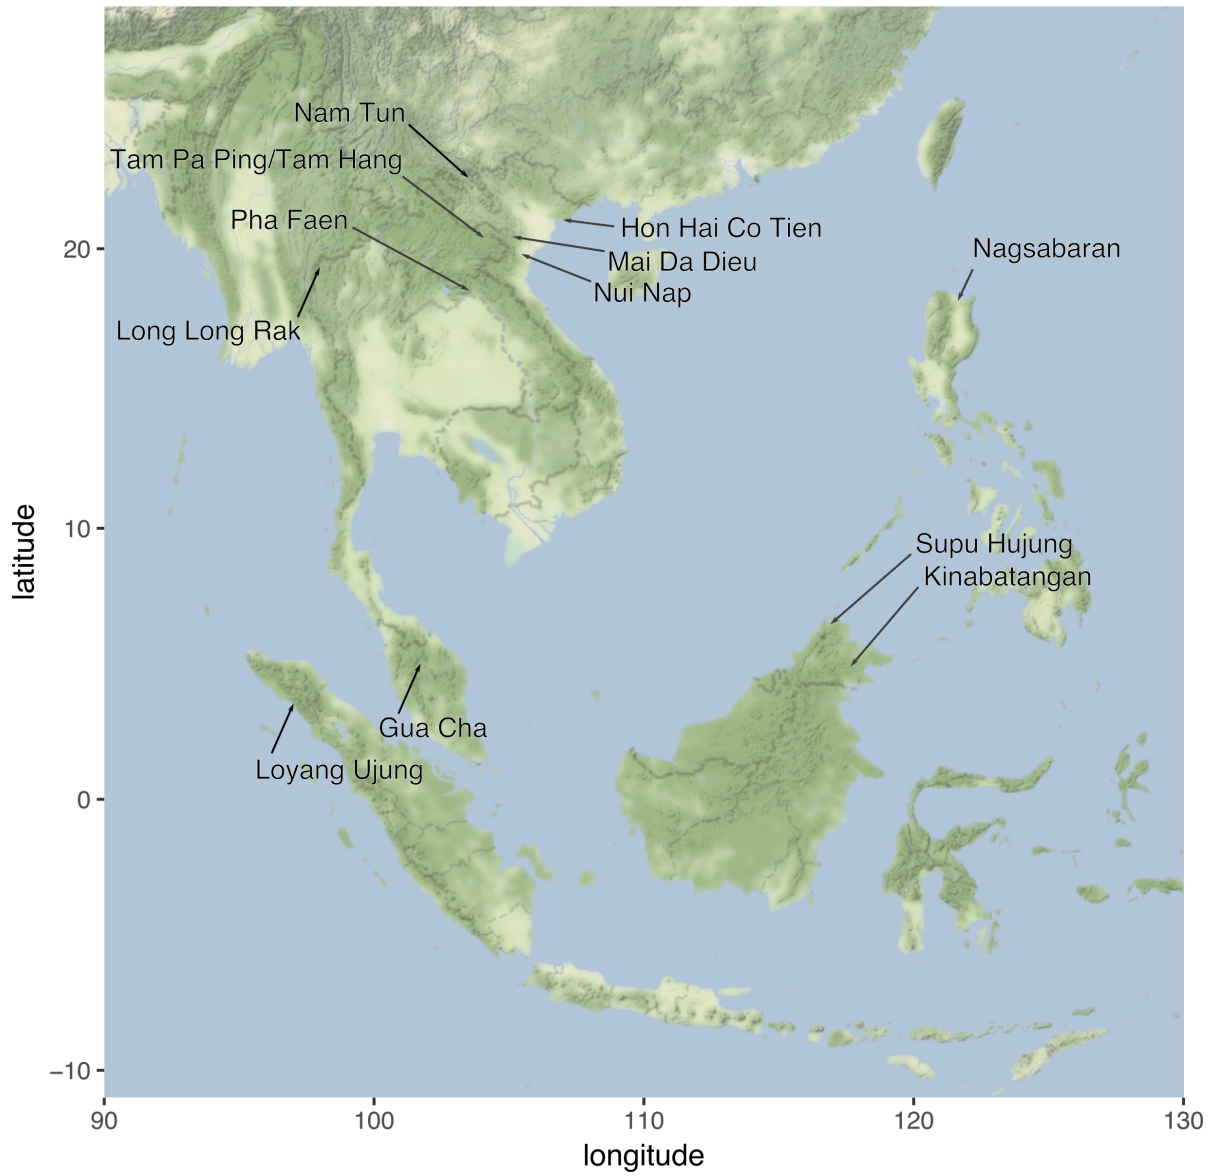 Nam Tun
Tam Pa Ping/Tam Hang
Pha Faen
Hon Hai Co Tien
Mai Da Dieu
Nui Nap
Nagsabaran
Long Long Rak
Supu Hujung
Kinabatangan
Gua Cha
Loyang Ujung
20
10
0
−10
latitude
90
100
110
120
130
longitude